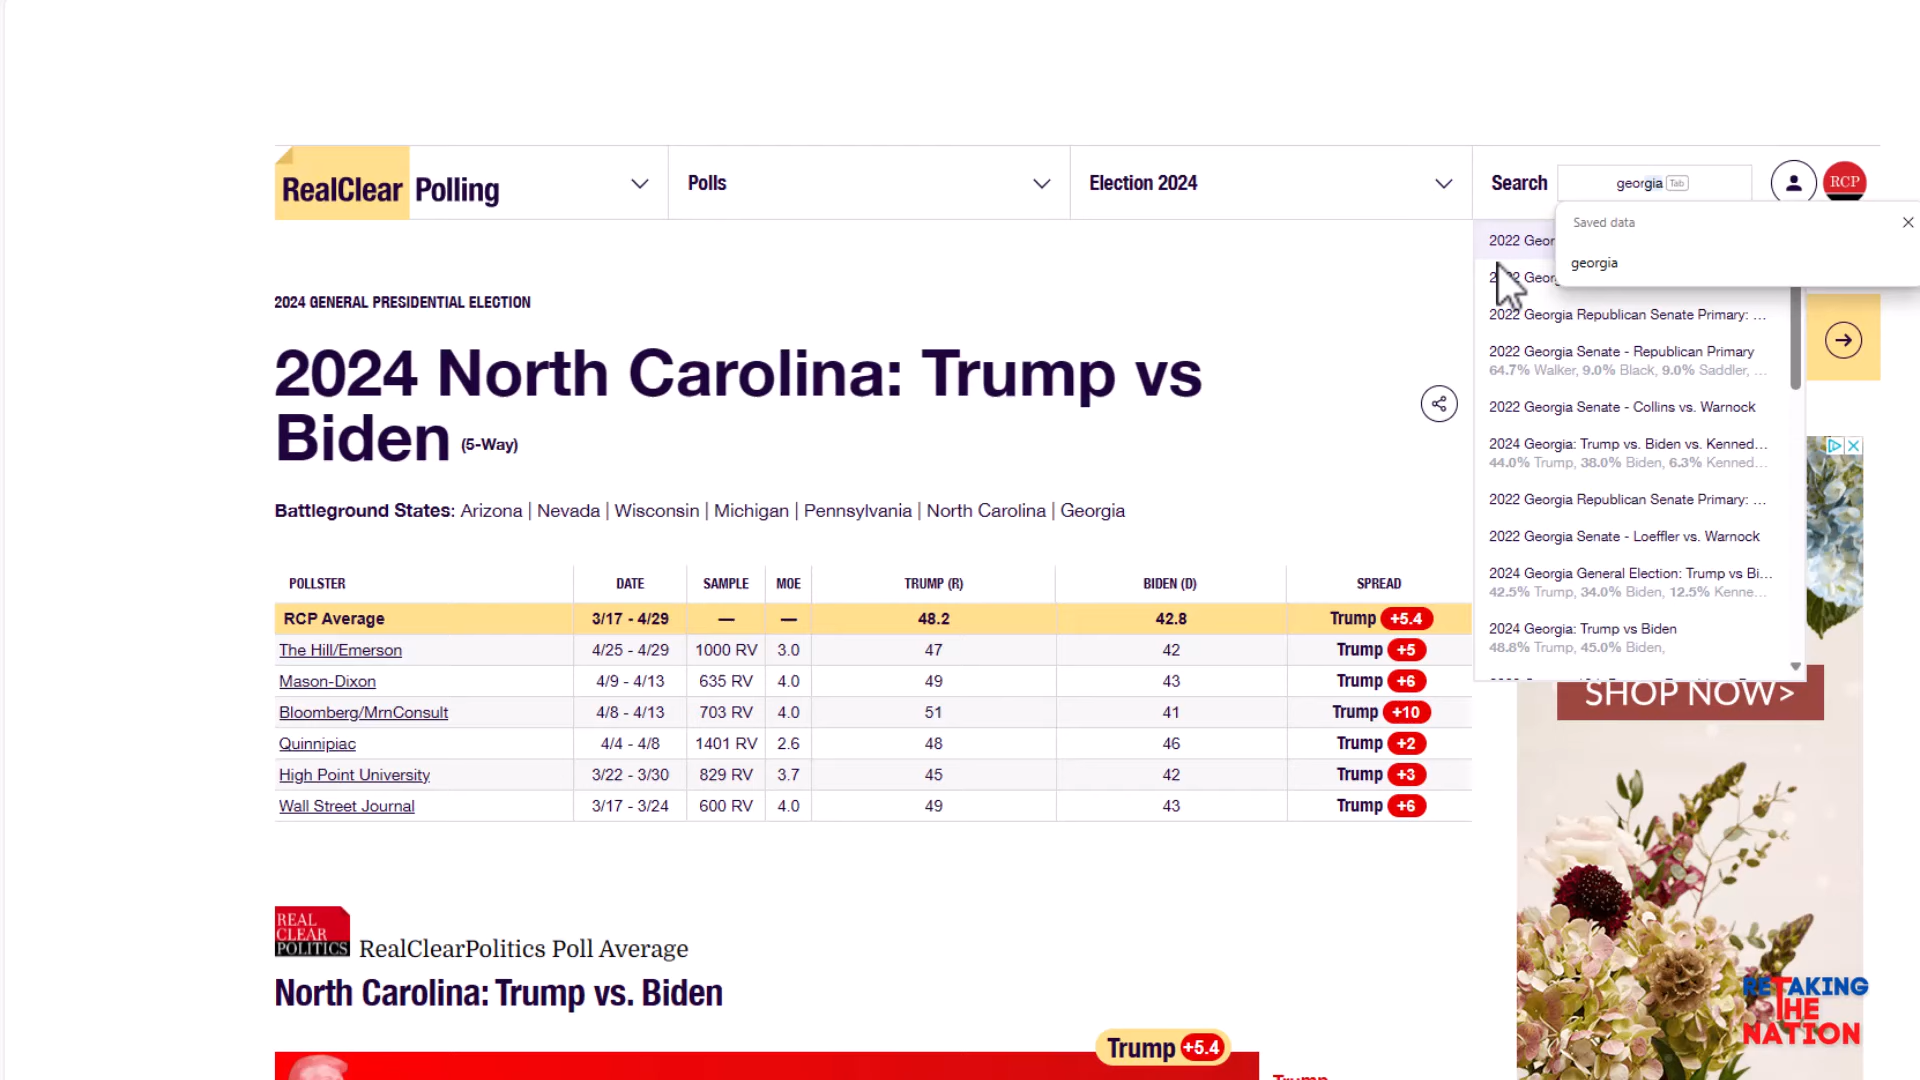 RealClear Polling
Polls
Election 2024
Search
georgia Tab
RCP
Saved data
georgia
2022 Geor
Geor
2022 Georgia Republican Senate Primary: ...
2022 Georgia Senate - Republican Primary
64.7% Walker, 9.0% Black, 9.0% Saddler, ...
2022 Georgia Senate - Collins vs. Warnock
2024 Georgia: Trump vs. Biden vs. Kenned...
44.0% Trump, 38.0% Biden, 6.3% Kenned...
2022 Georgia Republican Senate Primary: ...
2022 Georgia Senate - Loeffler vs. Warnock
2024 Georgia General Election: Trump vs Bi...
42.5% Trump, 34.0% Biden, 12.5% Kenne...
2024 Georgia: Trump vs Biden
48.8% Trump, 45.0% Biden,
2024 GENERAL PRESIDENTIAL ELECTION
2024 North Carolina: Trump vs
Biden (5-Way)
Battleground States: Arizona | Nevada | Wisconsin | Michigan | Pennsylvania | North Carolina | Georgia
POLLSTER DATE SAMPLE MOE TRUMP (R) BIDEN (D) SPREAD
RCP Average 3/17 - 4/29 — — 48.2 42.8 Trump +5.4
The Hill/Emerson 4/25 - 4/29 1000 RV 3.0 47 42 Trump +5
Mason-Dixon 4/9 - 4/13 635 RV 4.0 49 43 Trump +6
Bloomberg/MrnConsult 4/8 - 4/13 703 RV 4.0 51 41 Trump +10
Quinnipiac 4/4 - 4/8 1401 RV 2.6 48 46 Trump +2
High Point University 3/22 - 3/30 829 RV 3.7 45 42 Trump +3
Wall Street Journal 3/17 - 3/24 600 RV 4.0 49 43 Trump +6
SHOP NOW>
REAL
CLEAR
POLITICS
RealClearPolitics Poll Average
North Carolina: Trump vs. Biden
Trump +5.4
RETAKING
THE
NATION